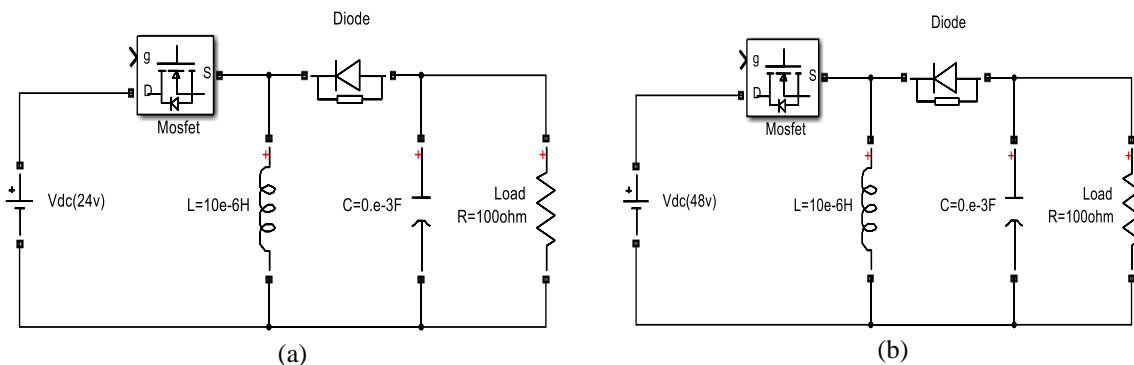 Diode
g
S
D
Mosfet
+
+
+
+
Vdc(24v)
L=10e-6H
C=0.e-3F
Load
R=100ohm
(a)
Diode
g
S
D
Mosfet
+
+
+
+
Vdc(48v)
L=10e-6H
C=0.e-3F
Load
R=100ohm
(b)